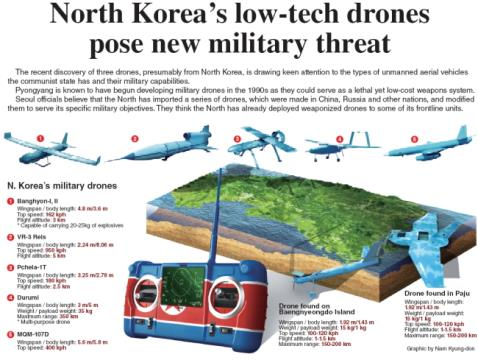 North Korea's low-tech drones
pose new military threat
The recent discovery of three drones, presumably from North Korea, is drawing keen attention to the types of unmanned aerial vehicles
the communist state has and their military capabilities.
Pyongyang is known to have begun developing military drones in the 1990s as they could serve as a lethal yet low-cost weapons system.
Seoul officials believe that the North has imported a series of drones, which were made in China, Russia and other nations, and modified
them to serve its specific military objectives. They think the North has already deployed weaponized drones to some of its frontline units.
1
2
3
4
5
N. Korea's military drones
1 Banghyon-I, II
Wingspan / body length: 4.8 m/3.6 m
Top speed: 162 kph
Flight altitude: 3 km
* Capable of carrying 20-25kg of explosives
2 VR-3 Reis
Wingspan / body length: 2.24 m/8.06 m
Top speed: 950 kph
Flight altitude: 5 km
3 Pchela-1T
Wingspan / body length: 3.25 m/2.78 m
Top speed: 180 kph
Flight altitude: 2.5 km
4 Durumi
Wingspan / body length: 3 m/5 m
Weight / payload weight: 35 kg
Maximum range: 350 km
* Multi-purpose drone
5 MQM-107D
Wingspan / body length: 5.0 m/5.8 m
Top speed: 400 kph
Drone found on
Baengnyeongdo Island
Wingspan / body length: 1.92 m/1.43 m
Weight / payload weight: 15 kg/1 kg
Top speed: 100-120 kph
Flight altitude: 1-1.5 km
Maximum range: 150-200 km
Drone found in Paju
Wingspan / body length:
1.92 m/1.43 m
Weight / payload weight:
15 kg/1 kg
Top speed: 100-120 kph
Flight altitude: 1-1.5 km
Maximum range: 150-200 km
Graphic by Nam Kyung-don